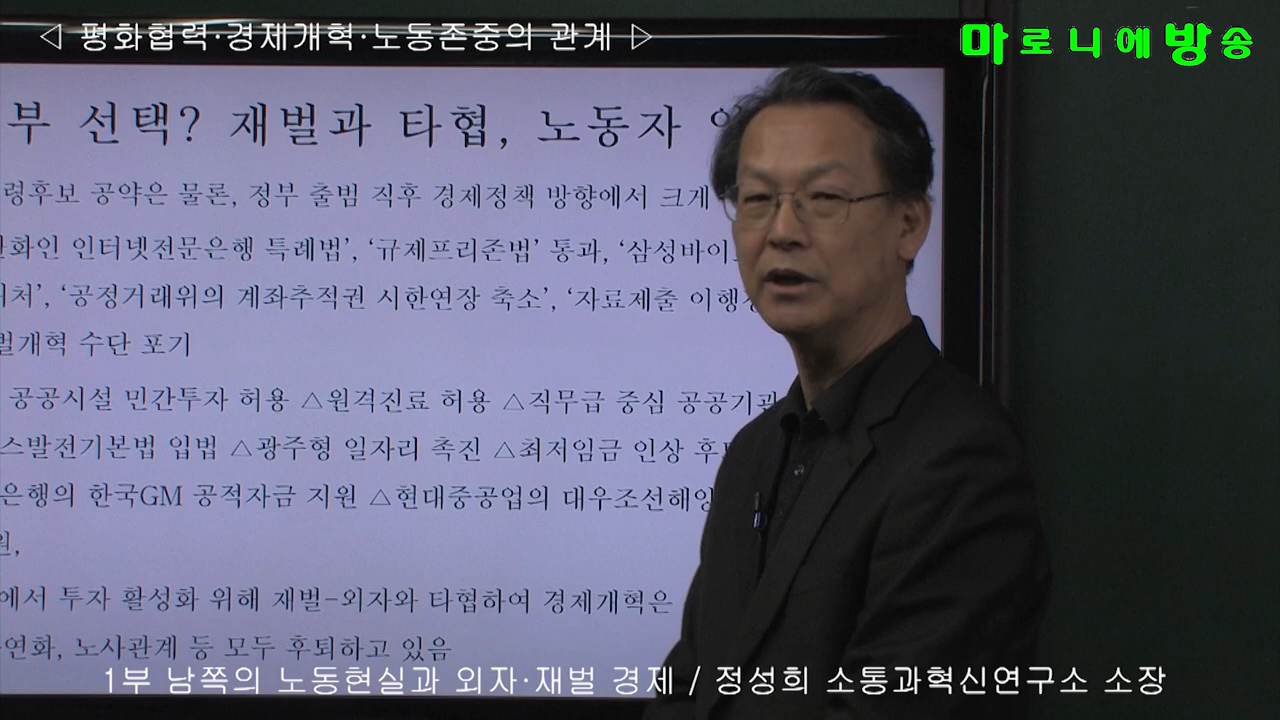 ◁ 평화협력·경제개혁·노동존중의 관계 ▷
마로니에방송
부 선택? 재벌과 타협, 노동자
령후보 공약은 물론, 정부 출범 직후 경제정책 방향에서 크게
화인 인터넷전문은행 특례법’, ‘규제프리존법’ 통과, ‘삼성바이오
처’, ‘공정거래위의 계좌추적권 시한연장 축소’, ‘자료제출 이행
벌개혁 수단 포기
공공시설 민간투자 허용 △원격진료 허용 △직무급 중심 공공기관
스발전기본법 입법 △광주형 일자리 촉진 △최저임금 인상 후
은행의 한국GM 공적자금 지원 △현대중공업의 대우조선해양
원,
에서 투자 활성화 위해 재벌-외자와 타협하여 경제개혁은
연화, 노사관계 등 모두 후퇴하고 있음
1부 남쪽의 노동현실과 외자·재벌 경제 / 정성희 소통과혁신연구소 소장